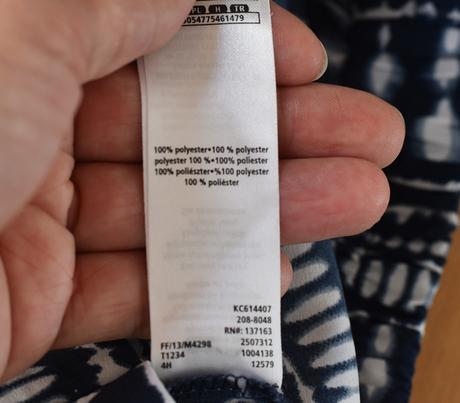 PL H TR
5054775461479
100% polyester•100 % polyester
polyester 100 %•100% poliester
100% poliészter•%100 polyester
100 % poliéster
KC614407
208-8048
RN#: 137163
FF/13/M4298 2507312
T1234 1004138
4H 12579